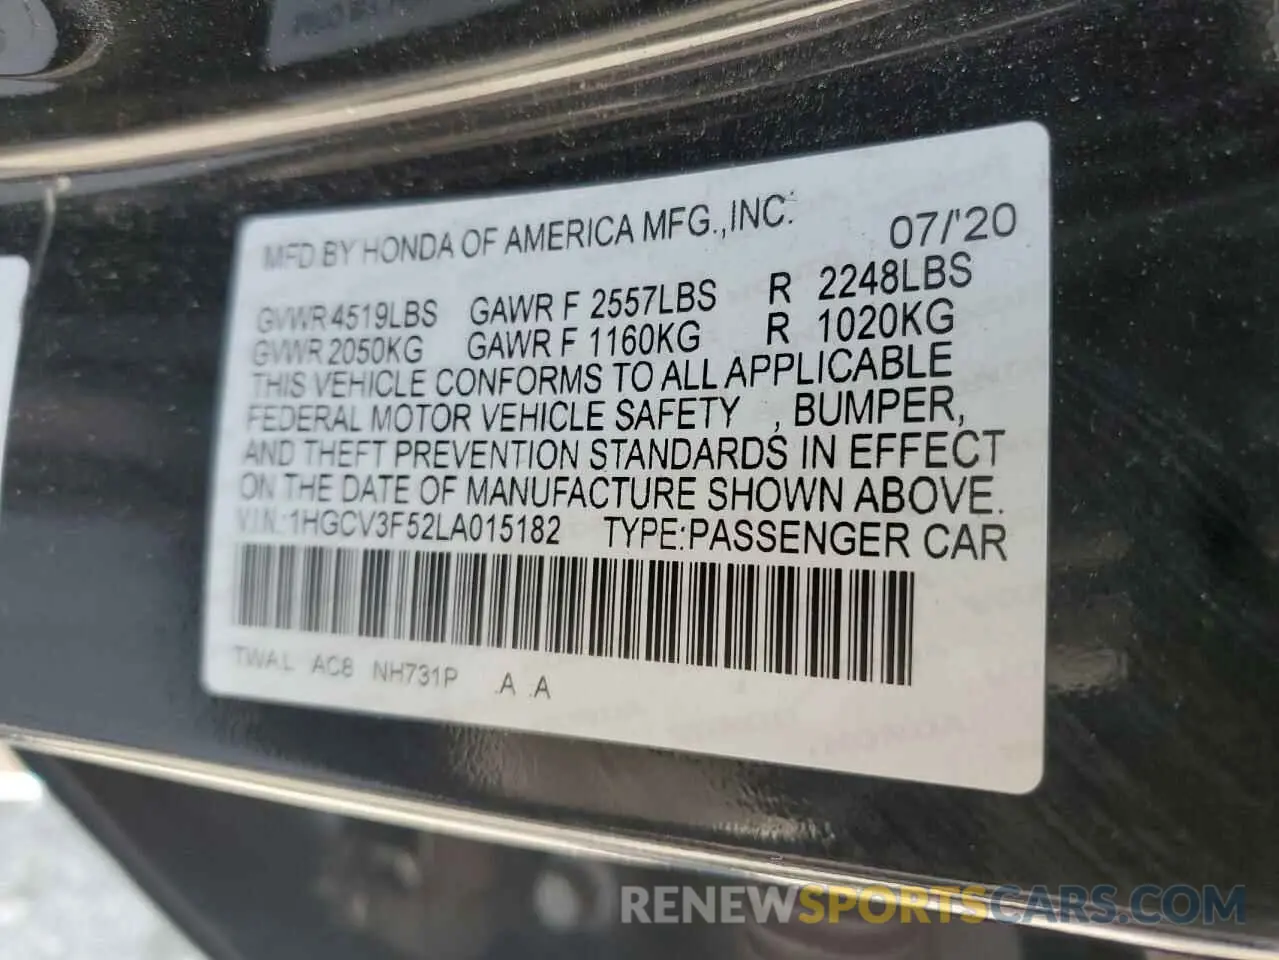 MFD BY HONDA OF AMERICA MFG.,INC. 07/'20
GVWR 4519LBS GAWR F 2557LBS R 2248LBS
GVWR 2050KG GAWR F 1160KG R 1020KG
THIS VEHICLE CONFORMS TO ALL APPLICABLE
FEDERAL MOTOR VEHICLE SAFETY , BUMPER,
AND THEFT PREVENTION STANDARDS IN EFFECT
ON THE DATE OF MANUFACTURE SHOWN ABOVE.
V.I.N.:1HGCV3F52LA015182 TYPE:PASSENGER CAR
TWAL AC8 NH731P .A .A
RENEWSPORTSCARS.COM